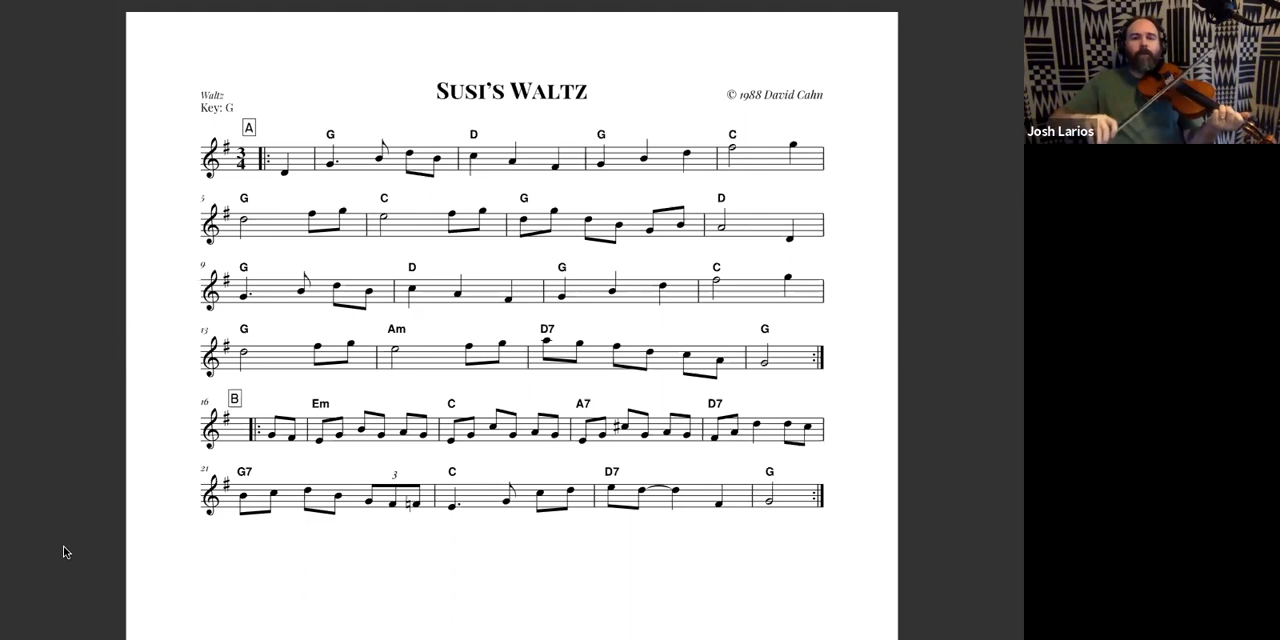 SUSI'S WALTZ
Waltz
Key: G
© 1988 David Cahn
A
G D G C
5
G C G D
9
G D G C
13
G Am D7 G
16
B
Em C A7 D7
21
G7 3 C D7 G
Josh Larios